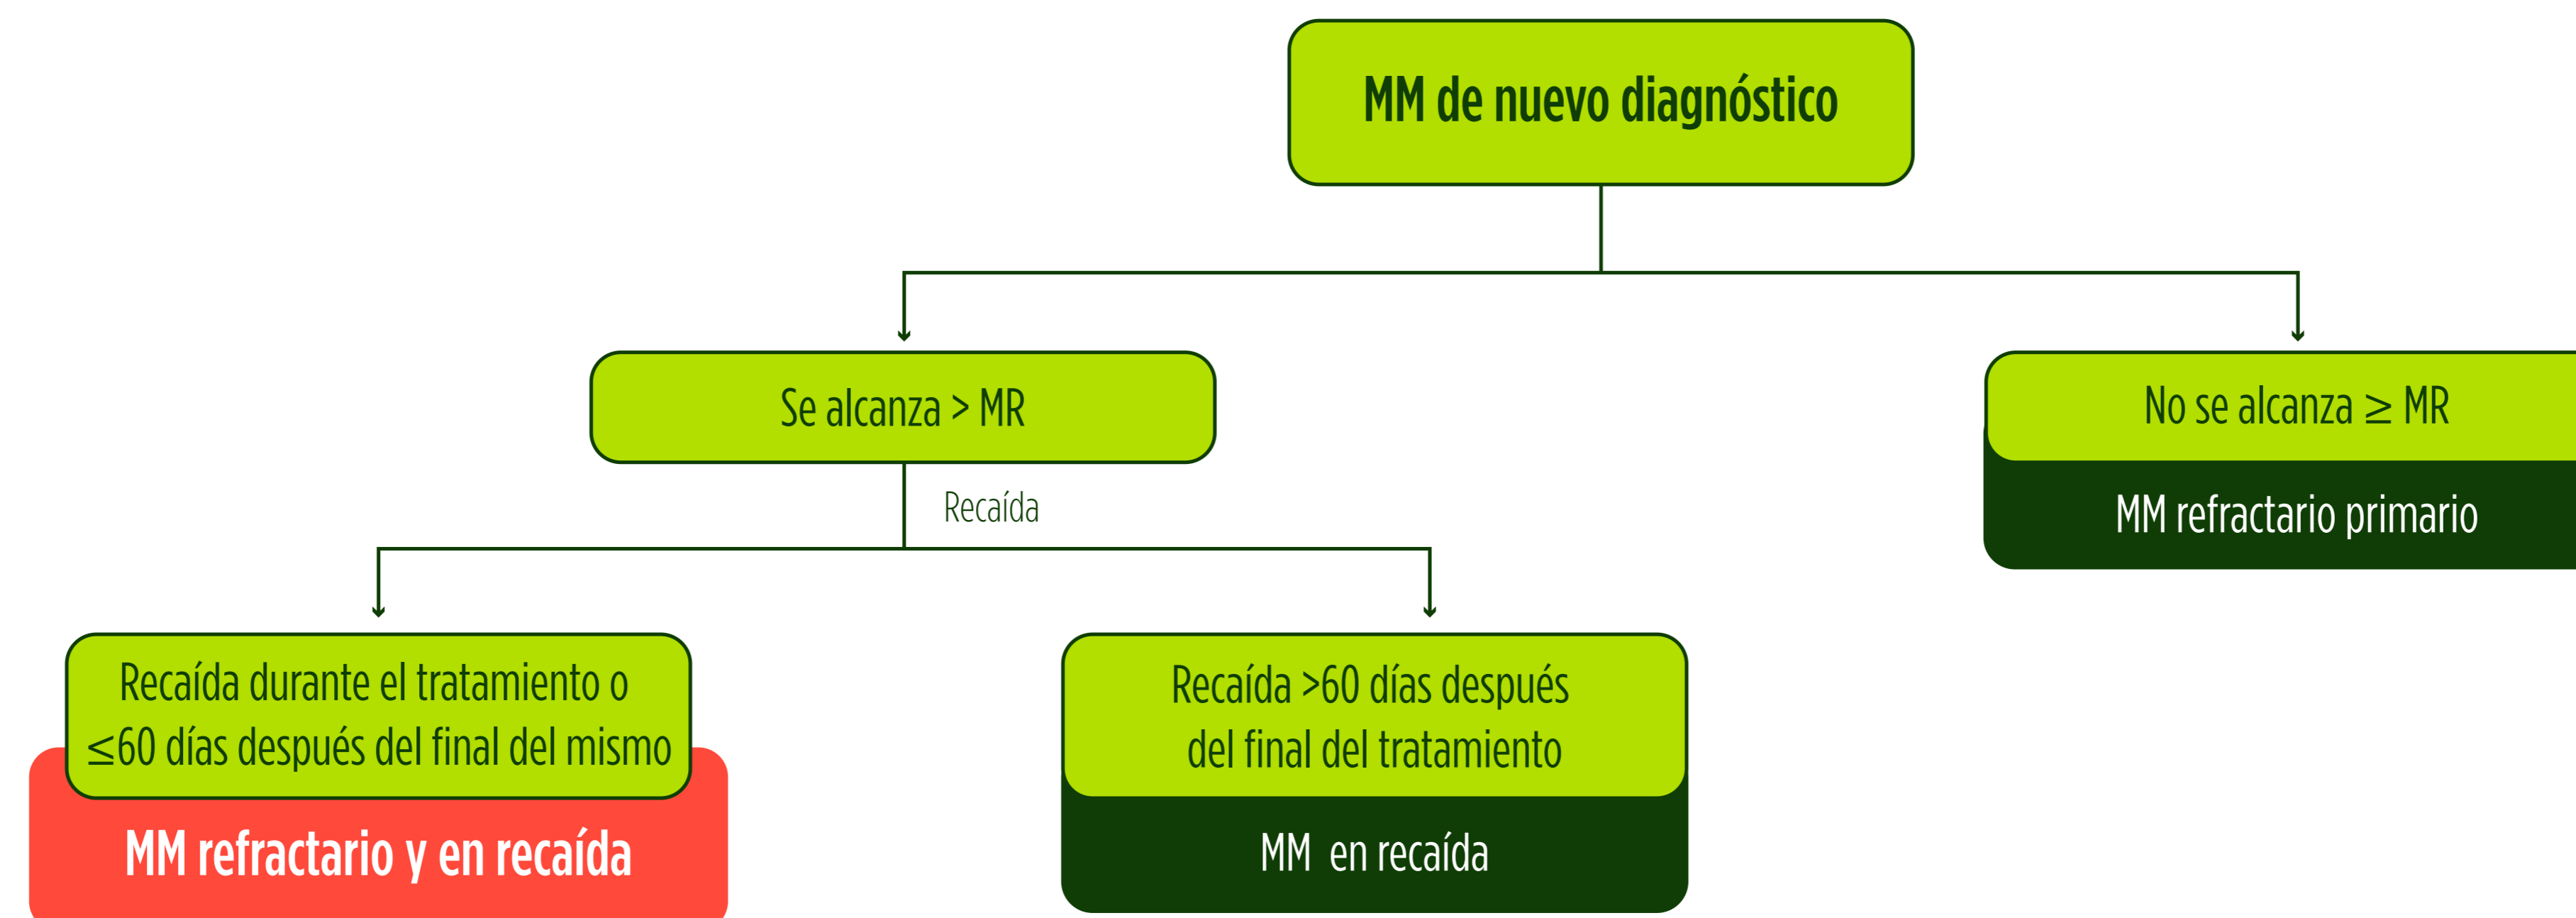 MM de nuevo diagnóstico
Se alcanza > MR
No se alcanza ≥ MR
MM refractario primario
Recaída
Recaída durante el tratamiento o
≤60 días después del final del mismo
MM refractario y en recaída
Recaída >60 días después
del final del tratamiento
MM en recaída